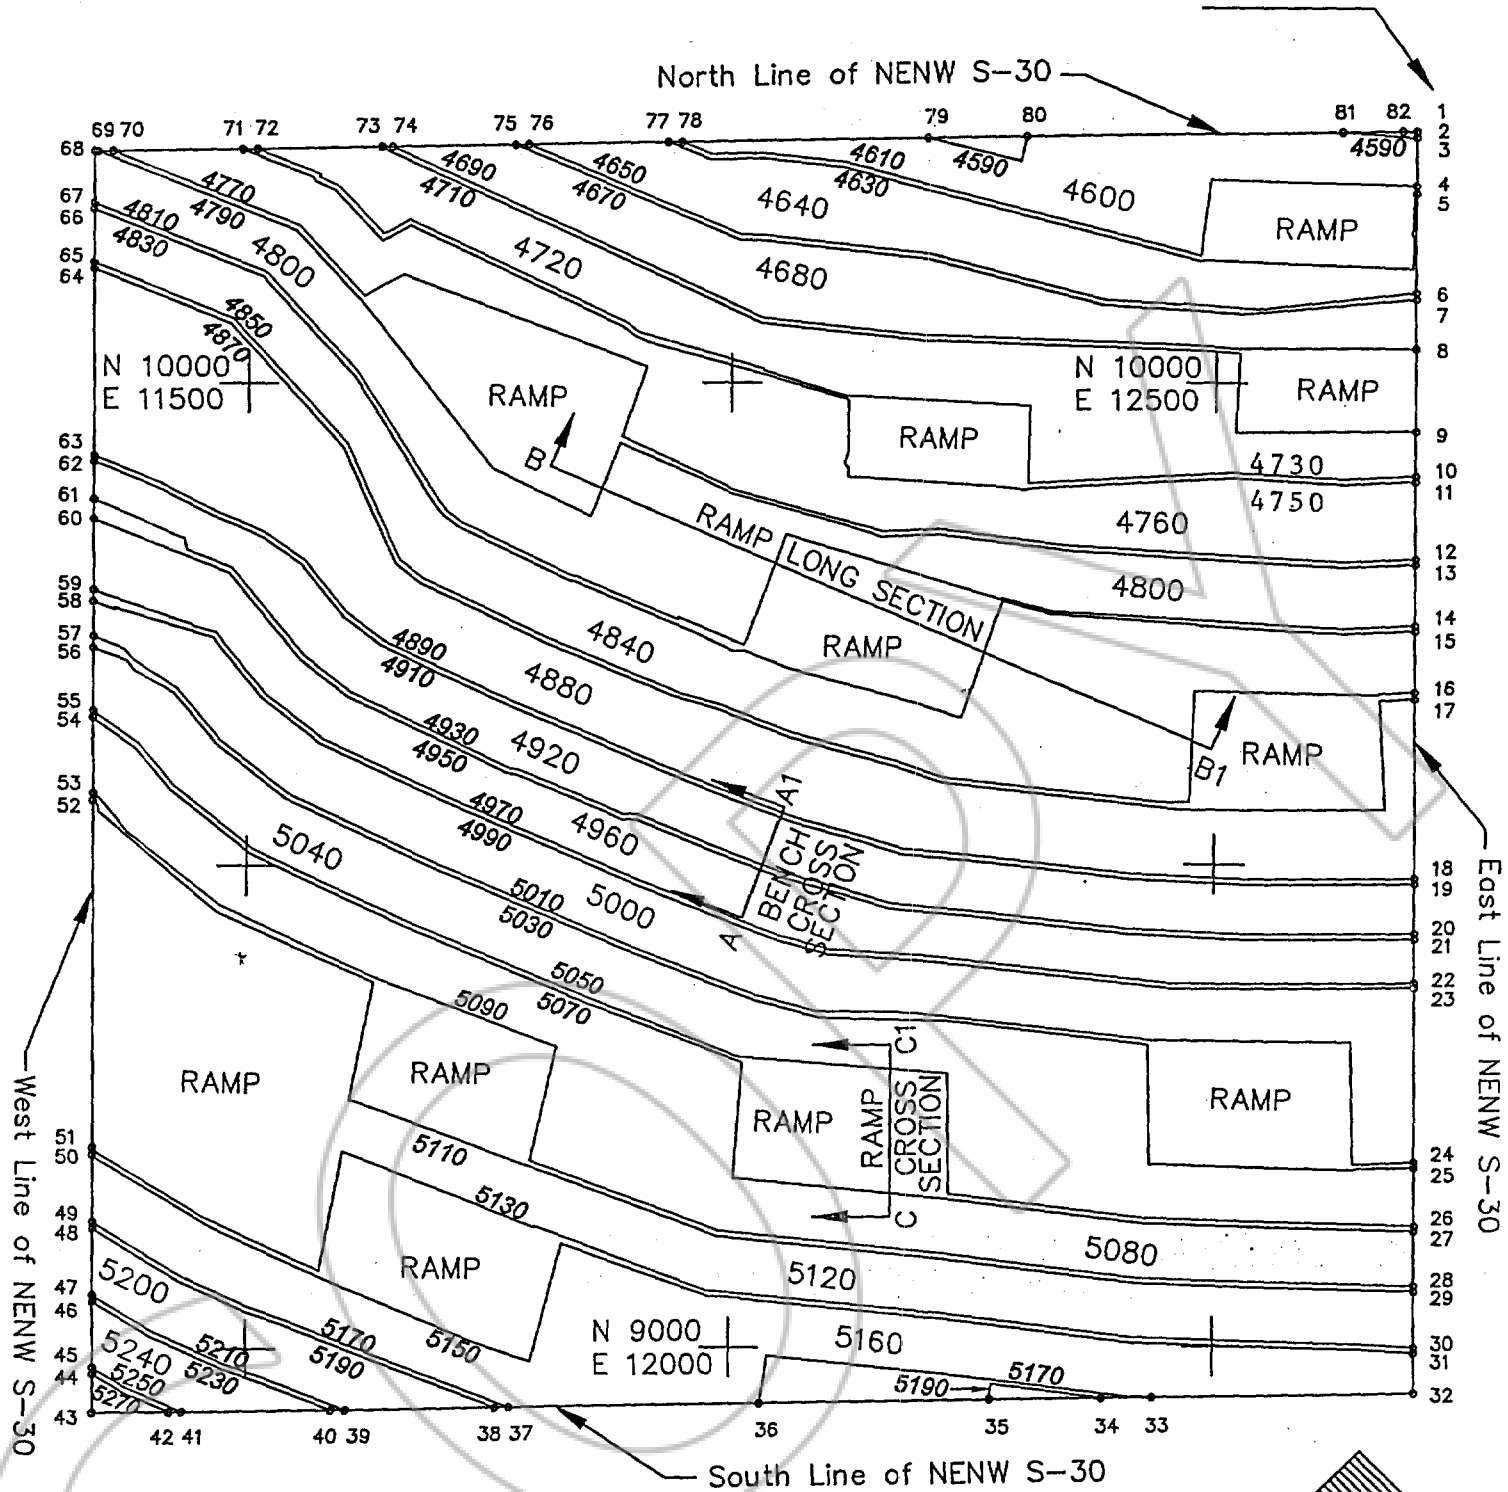 North Line of NENW S-30
1
69 70 71 72 73 74 75 76 77 78 79 80 81 82 2
68 4590 4590 3
4690 4650 4610
4710 4670 4630 4640 4600
67 4770 4
66 4810 4790 5
4830 4800 4720 4680 RAMP
65
64 4850 6
4870 7
N 10000 N 10000 8
E 11500 E 12500
RAMP RAMP RAMP
63 B 9
62 4730 10
61 4750 11
60 RAMP LONG SECTION 4760
12
59 4800 13
58
57 4890 4840 RAMP 14
56 4910 4880 15
16
55 4930 17
54 4950 4920 RAMP
B1
53 4970 A1
52 4990 4960 BENCH
CROSS
SECTION
5040 18
5010 5000 A 19
5030 20
21
5050 22
5070 23
5090 C1
RAMP RAMP RAMP RAMP
CROSS
SECTION
RAMP
51 5110 24
50 25
5130 C
49 26
48 27
5200 RAMP 5120 5080
47 28
46 29
N 9000
E 12000
5160
5240 5210 5170 5150 30
45 5250 5230 5190 5190 5170 31
44 5270
43 32
42 41 40 39 38 37 36 35 34 33
South Line of NENW S-30
West Line of NENW S-30
East Line of NENW S-30
COPY